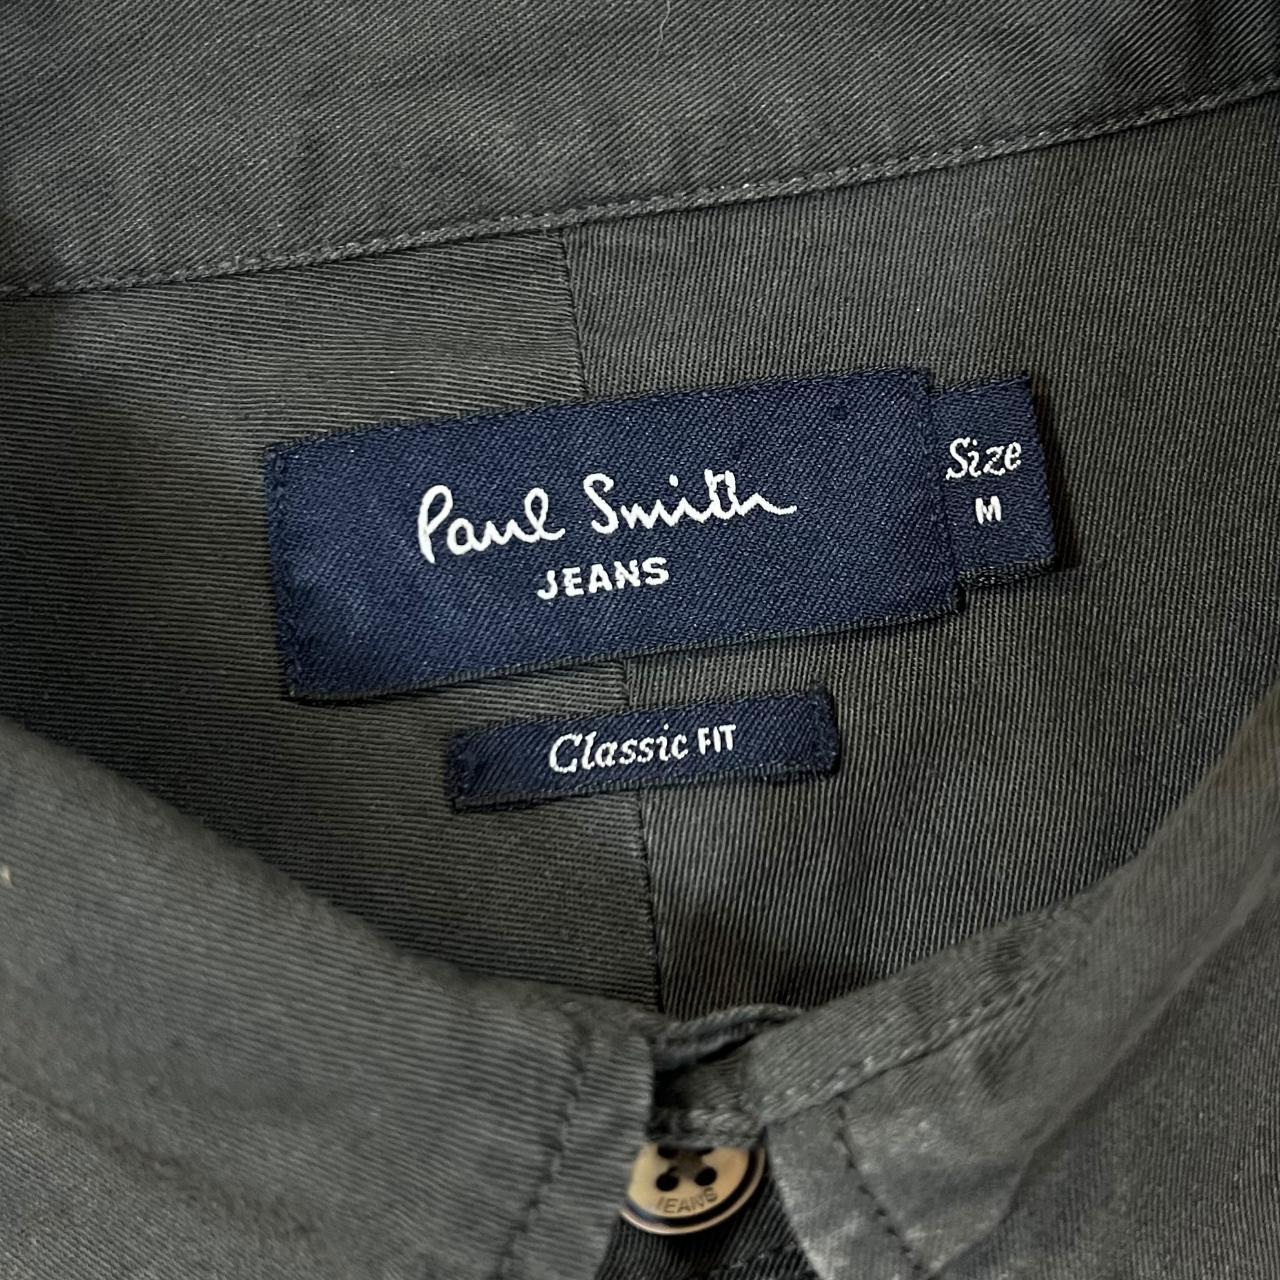 Paul Smith
JEANS
Size
M
Classic FIT
JEANS